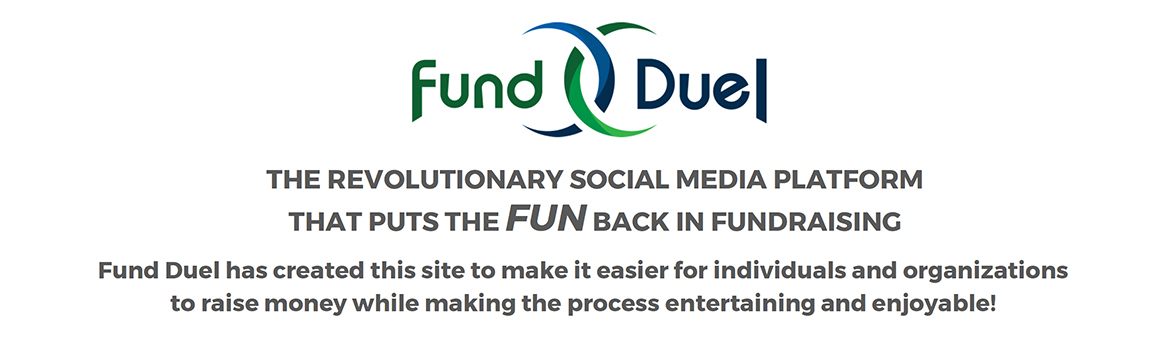 Fund Duel
THE REVOLUTIONARY SOCIAL MEDIA PLATFORM
THAT PUTS THE FUN BACK IN FUNDRAISING
Fund Duel has created this site to make it easier for individuals and organizations
to raise money while making the process entertaining and enjoyable!